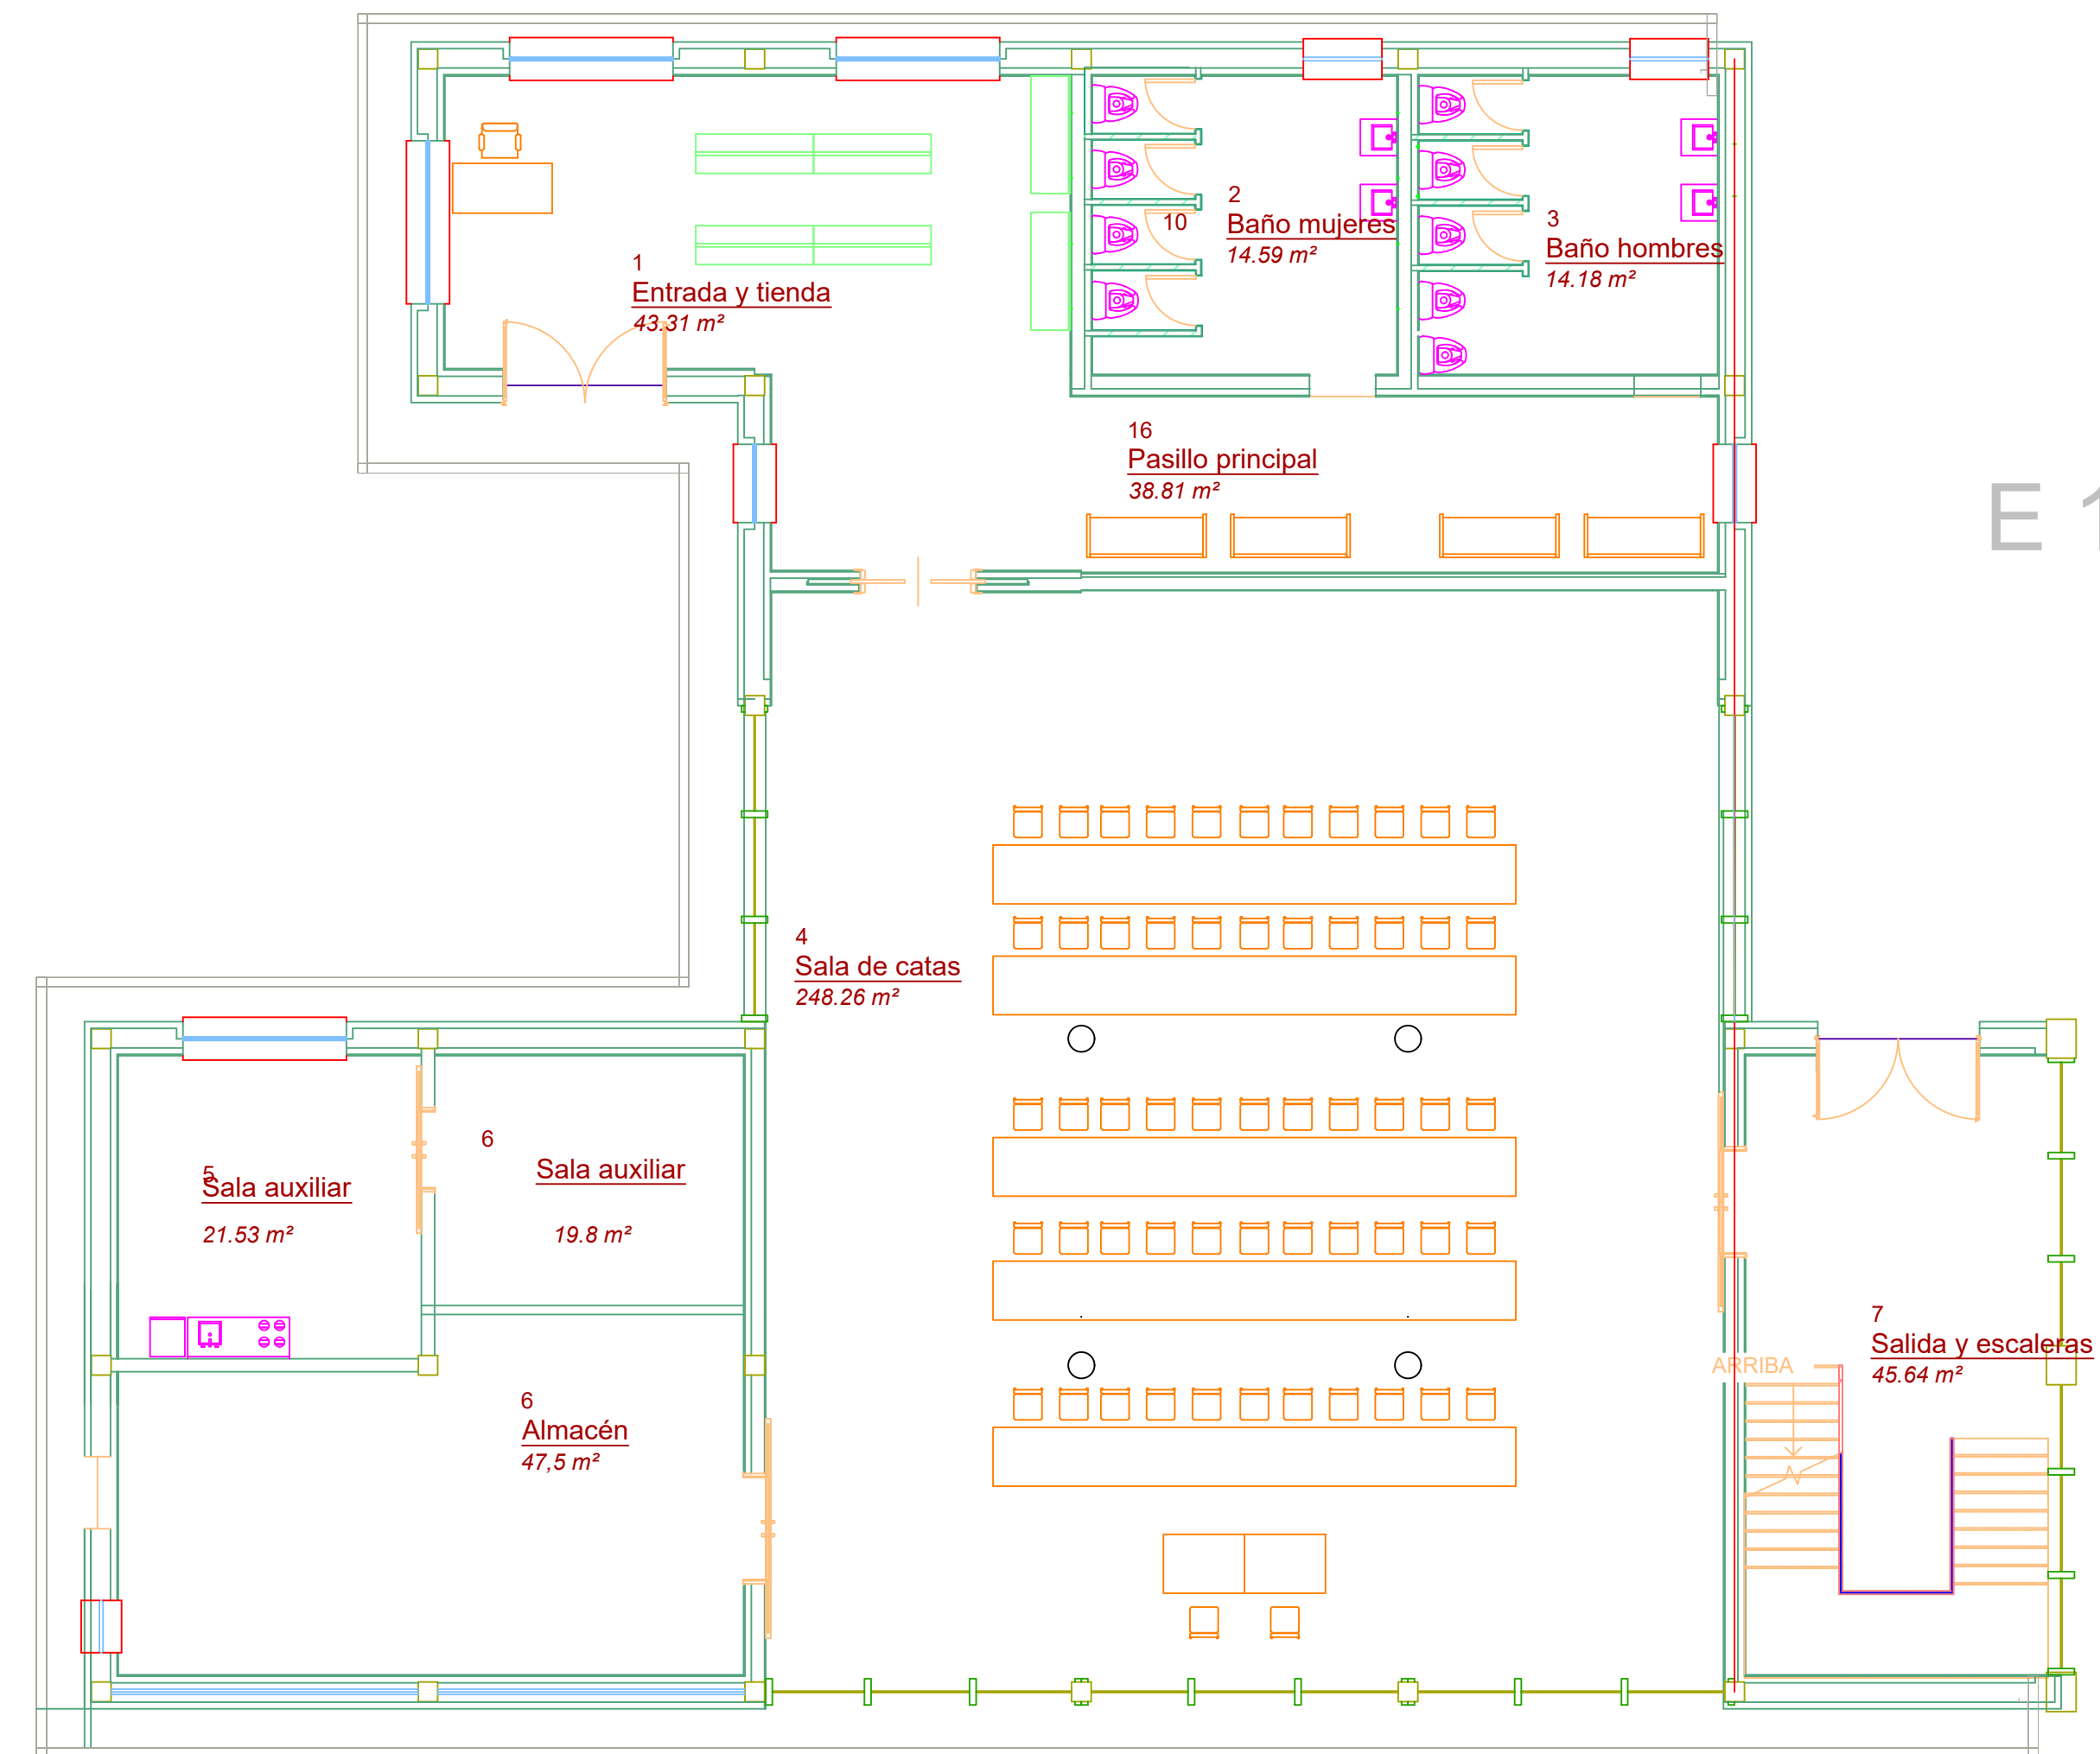 2
Baño mujeres
14.59 m²
10
3
Baño hombres
14.18 m²
1
Entrada y tienda
43.31 m²
16
Pasillo principal
38.81 m²
E 1
4
Sala de catas
248.26 m²
6
Sala auxiliar
19.8 m²
5
Sala auxiliar
21.53 m²
7
Salida y escaleras
45.64 m²
ARRIBA
6
Almacén
47,5 m²